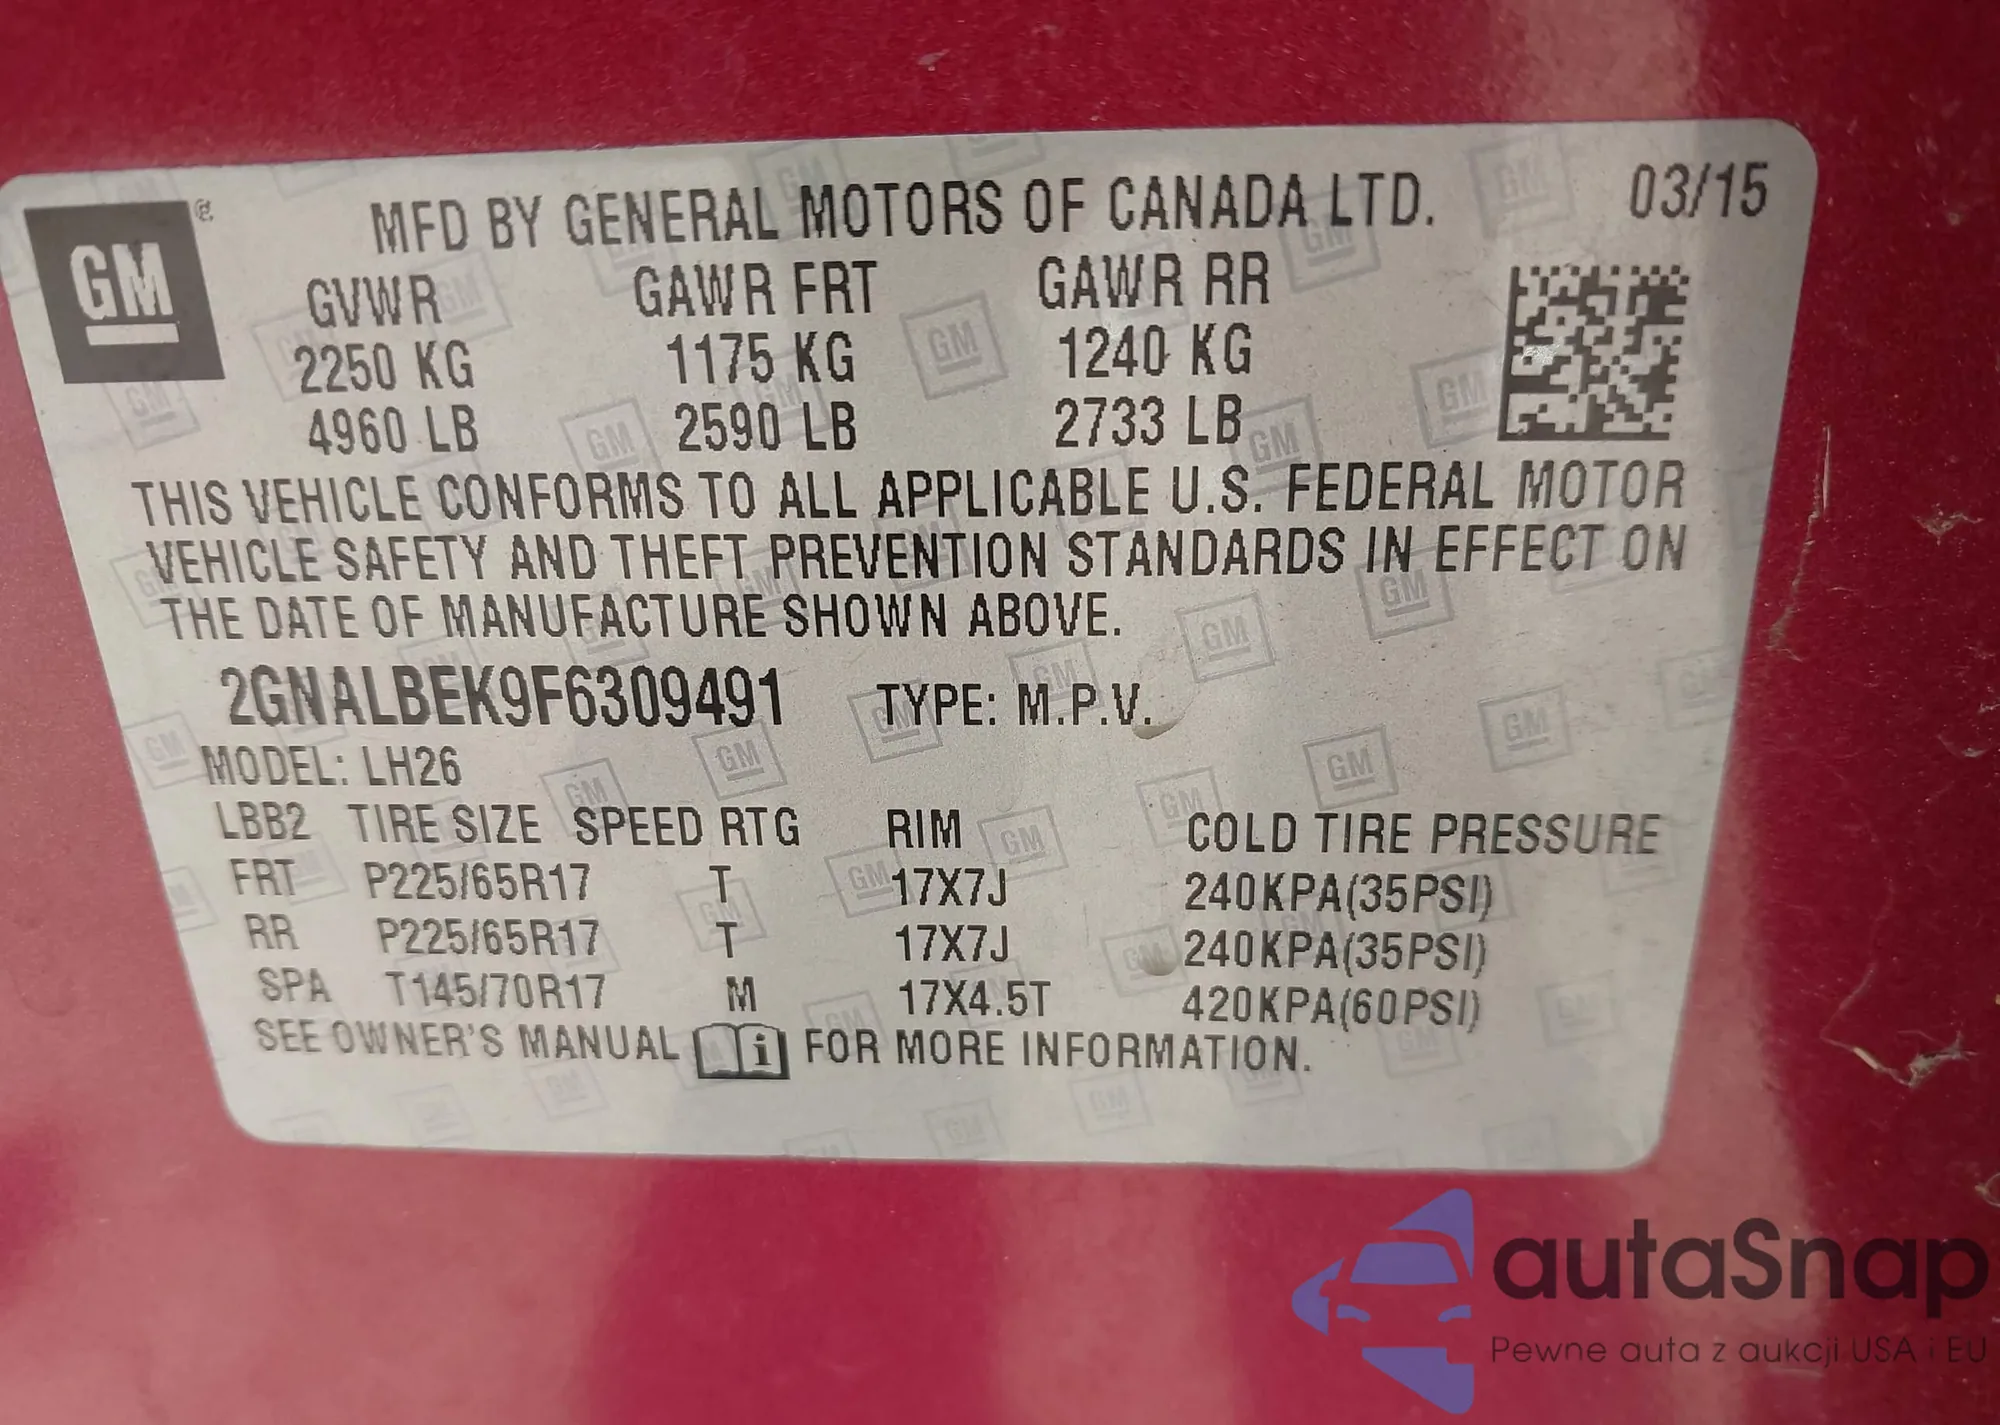 GM
MFD BY GENERAL MOTORS OF CANADA LTD. 03/15
GVWR GAWR FRT GAWR RR
2250 KG 1175 KG 1240 KG
4960 LB 2590 LB 2733 LB
THIS VEHICLE CONFORMS TO ALL APPLICABLE U.S. FEDERAL MOTOR
VEHICLE SAFETY AND THEFT PREVENTION STANDARDS IN EFFECT ON
THE DATE OF MANUFACTURE SHOWN ABOVE.
2GNALBEK9F6309491 TYPE: M.P.V.
MODEL: LH26
LBB2 TIRE SIZE SPEED RTG RIM COLD TIRE PRESSURE
FRT P225/65R17 T 17X7J 240KPA(35PSI)
RR P225/65R17 T 17X7J 240KPA(35PSI)
SPA T145/70R17 M 17X4.5T 420KPA(60PSI)
SEE OWNER'S MANUAL i FOR MORE INFORMATION.
autaSnap
Pewne auta z aukcji USA i EU